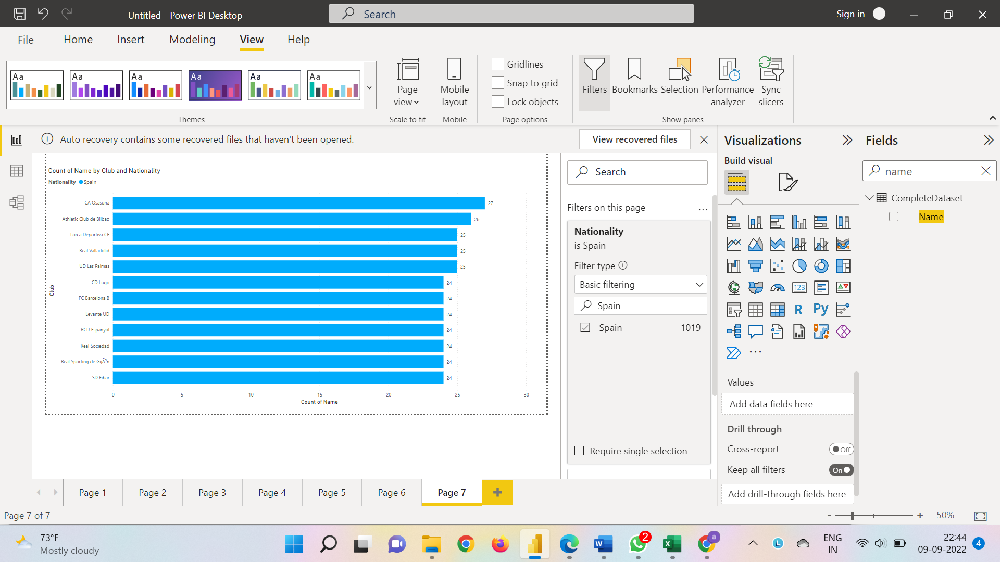 Untitled - Power BI Desktop
Search
Sign in
File Home Insert Modeling View Help
Aa Aa Aa Aa Aa Aa
Themes
Page view
Scale to fit
Mobile layout
Mobile
Gridlines
Snap to grid
Lock objects
Page options
Filters
Bookmarks
Selection
Performance analyzer
Sync slicers
Show panes
Auto recovery contains some recovered files that haven't been opened.
View recovered files
Count of Name by Club and Nationality
Nationality Spain
Club
CA Osasuna 27
Athletic Club de Bilbao 26
Lorca Deportiva CF 25
Real Valladolid 25
UD Las Palmas 25
CD Lugo 24
FC Barcelona B 24
Levante UD 24
RCD Espanyol 24
Real Sociedad 24
Real Sporting de GijÃ³n 24
SD Eibar 24
0 5 10 15 20 25 30
Count of Name
Search
Filters on this page
...
Nationality
is Spain
Filter type
Basic filtering
Spain
Spain 1019
Require single selection
Visualizations
Build visual
123
R
Py
...
Values
Add data fields here
Drill through
Cross-report
Off
Keep all filters
On
Add drill-through fields here
Fields
name
CompleteDataset
Name
Page 1 Page 2 Page 3 Page 4 Page 5 Page 6 Page 7 +
Page 7 of 7
- + 50%
73°F
Mostly cloudy
W
2
X
a
L
ENG
IN
22:44
09-09-2022
4